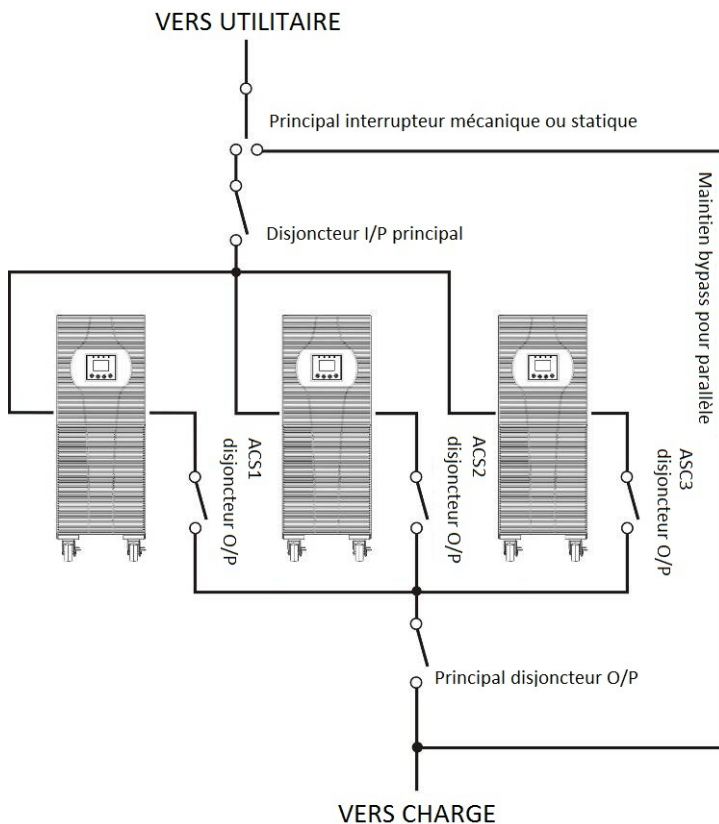 VERS UTILITAIRE
Principal interrupteur mécanique ou statique
Disjoncteur I/P principal
Maintien bypass pour parallèle
ACS1
disjoncteur O/P
ACS2
disjoncteur O/P
ASC3
disjoncteur O/P
Principal disjoncteur O/P
VERS CHARGE